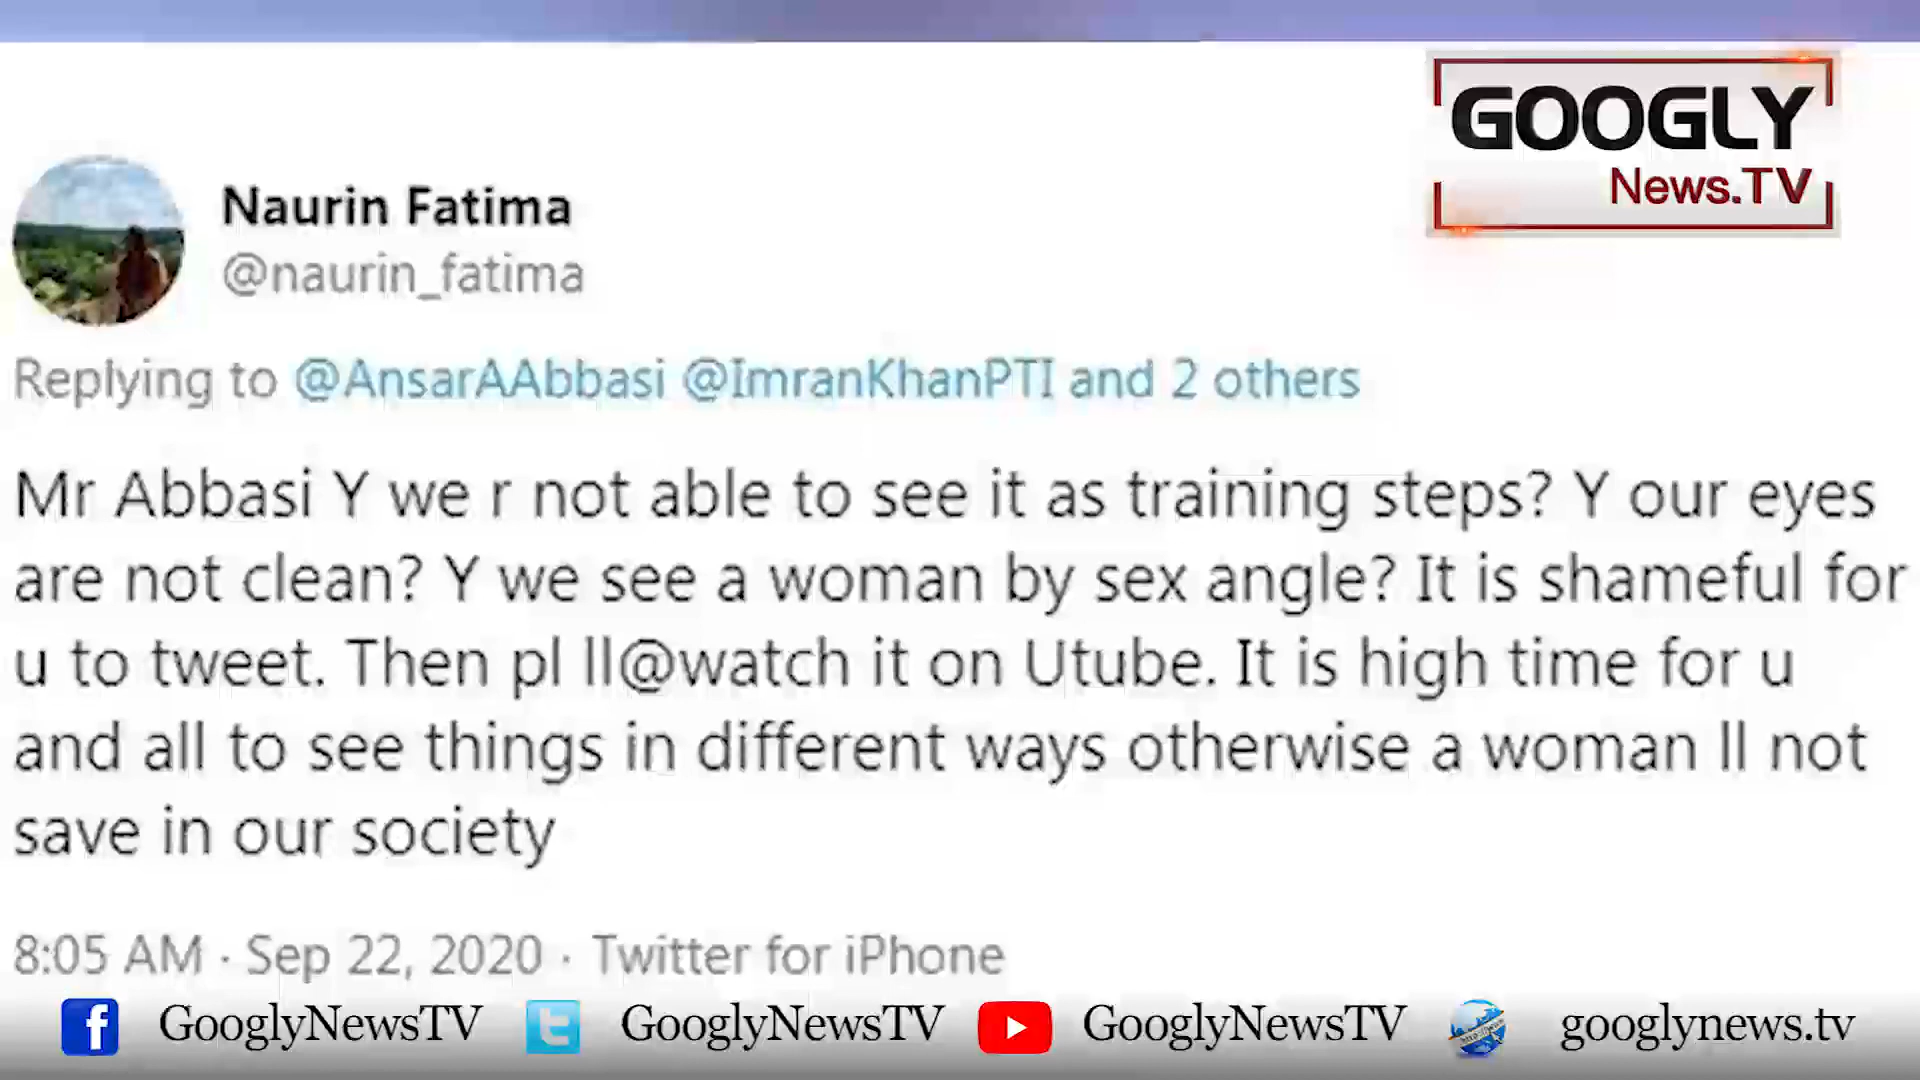 GOOGLY
News.TV
Naurin Fatima
@naurin_fatima
Replying to @AnsarAAbbasi @ImranKhanPTI and 2 others
Mr Abbasi Y we r not able to see it as training steps? Y our eyes
are not clean? Y we see a woman by sex angle? It is shameful for
u to tweet. Then pl ll@watch it on Utube. It is high time for u
and all to see things in different ways otherwise a woman ll not
save in our society
8:05 AM · Sep 22, 2020 · Twitter for iPhone
GooglyNewsTV GooglyNewsTV GooglyNewsTV googlynews.tv